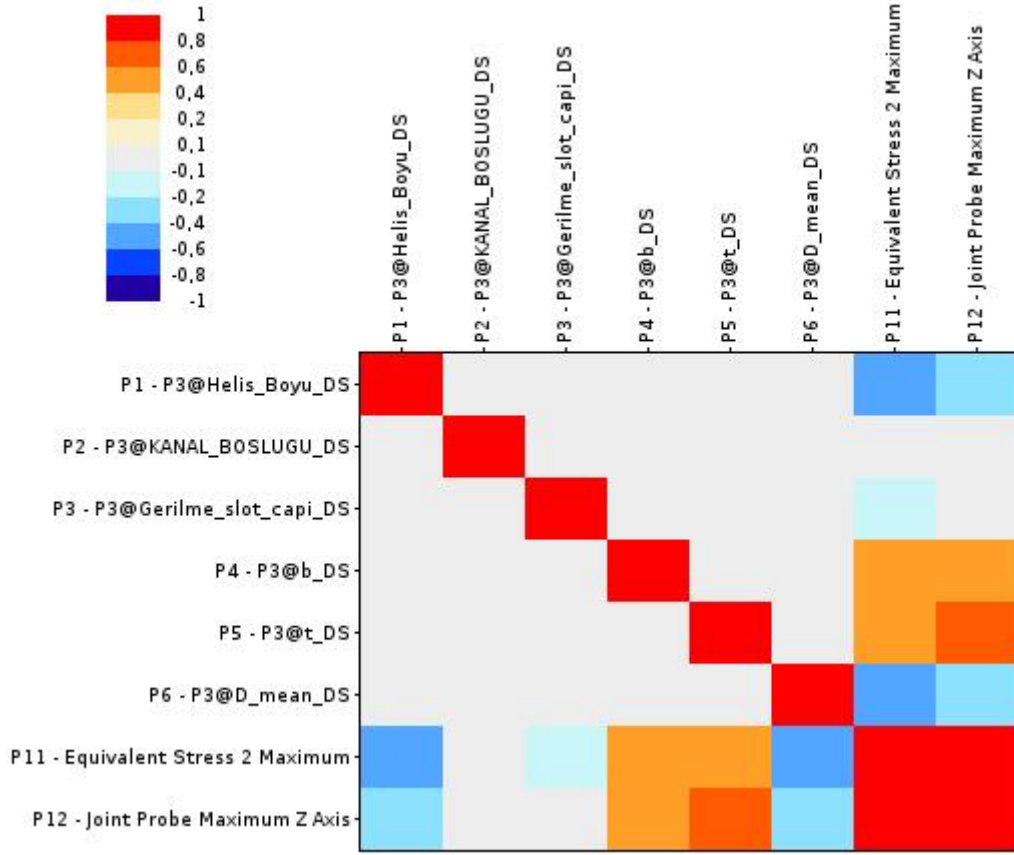 1
0,8
0,6
0,4
0,2
0,1
-0,1
-0,2
-0,4
-0,6
-0,8
-1
P1 - P3@Helis_Boyu_DS
P2 - P3@KANAL_BOSLUGU_DS
P3 - P3@Gerilme_slot_capi_DS
P4 - P3@b_DS
P5 - P3@t_DS
P6 - P3@D_mean_DS
P11 - Equivalent Stress 2 Maximum
P12 - Joint Probe Maximum Z Axis
P1 - P3@Helis_Boyu_DS
P2 - P3@KANAL_BOSLUGU_DS
P3 - P3@Gerilme_slot_capi_DS
P4 - P3@b_DS
P5 - P3@t_DS
P6 - P3@D_mean_DS
P11 - Equivalent Stress 2 Maximum
P12 - Joint Probe Maximum Z Axis